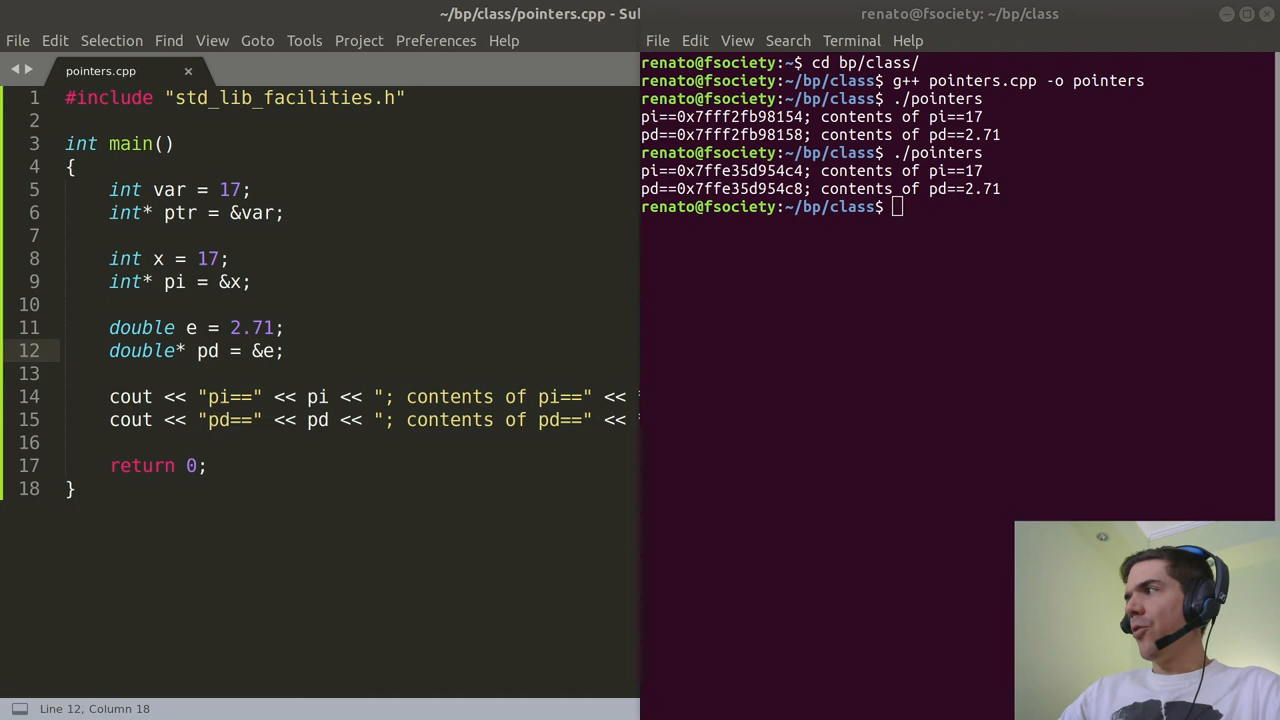 ~/bp/class/pointers.cpp - Sub
File Edit Selection Find View Goto Tools Project Preferences Help
pointers.cpp ×
1 #include "std_lib_facilities.h"
2
3 int main()
4 {
5 int var = 17;
6 int* ptr = &var;
7
8 int x = 17;
9 int* pi = &x;
10
11 double e = 2.71;
12 double* pd = &e;
13
14 cout << "pi==" << pi << "; contents of pi==" <<
15 cout << "pd==" << pd << "; contents of pd==" <<
16
17 return 0;
18 }
Line 12, Column 18
renato@fsociety: ~/bp/class
File Edit View Search Terminal Help
renato@fsociety:~$ cd bp/class/
renato@fsociety:~/bp/class$ g++ pointers.cpp -o pointers
renato@fsociety:~/bp/class$ ./pointers
pi==0x7fff2fb98154; contents of pi==17
pd==0x7fff2fb98158; contents of pd==2.71
renato@fsociety:~/bp/class$ ./pointers
pi==0x7ffe35d954c4; contents of pi==17
pd==0x7ffe35d954c8; contents of pd==2.71
renato@fsociety:~/bp/class$